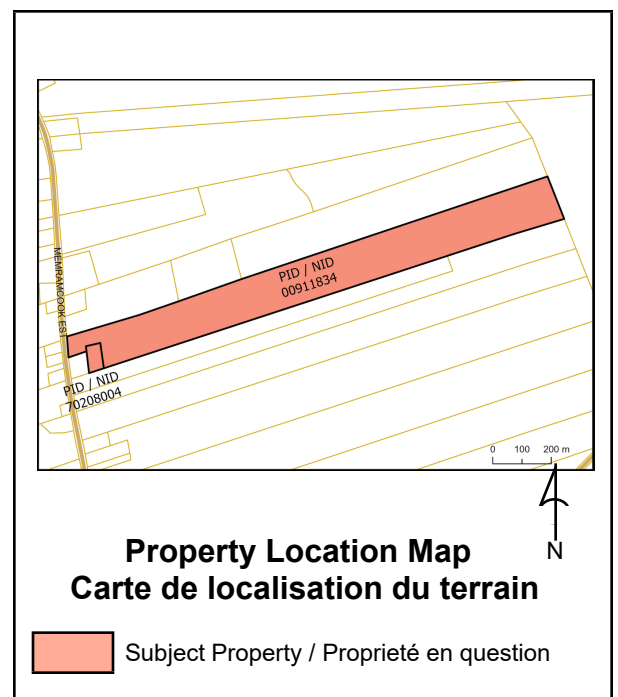 MEMRAMCOOK EST
PID / NID
00911834
PID / NID
70208004
0 100 200 m
N
Property Location Map
Carte de localisation du terrain
Subject Property / Proprieté en question